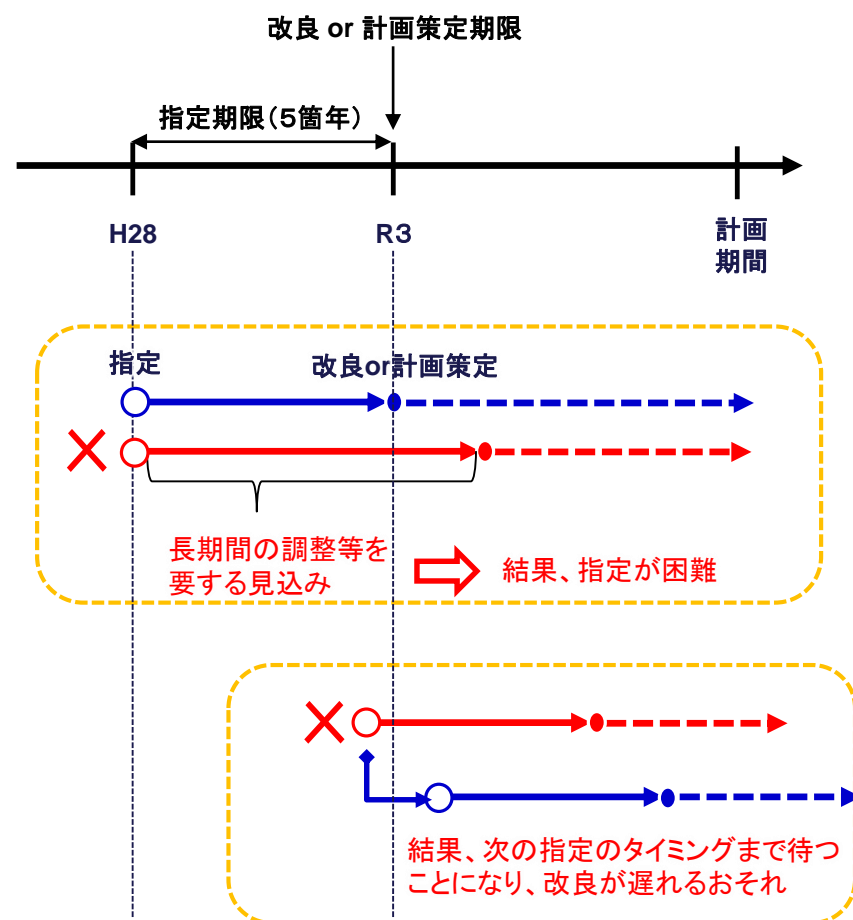 改良 or 計画策定期限
指定期限(5箇年)
H28
R3
計画
期間
指定
改良or計画策定
長期間の調整等を
要する見込み
結果、指定が困難
結果、次の指定のタイミングまで待つ
ことになり、改良が遅れるおそれ